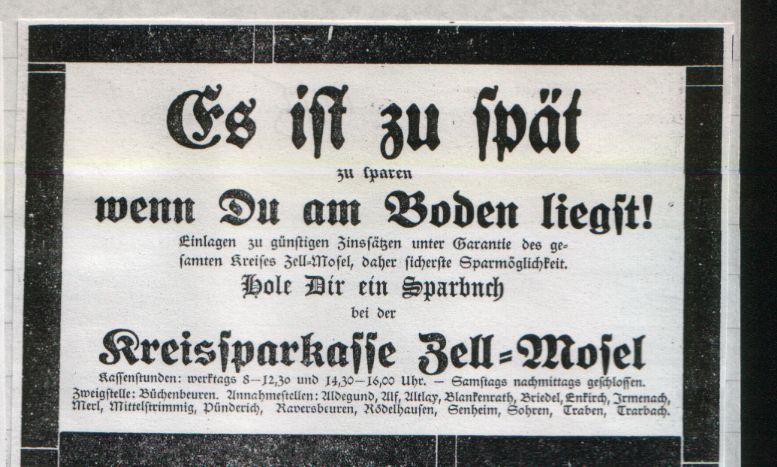 Es ist zu spät
zu sparen
wenn Du am Boden liegst!
Einlagen zu günstigen Zinssätzen unter Garantie des ge-
samten Kreises Zell-Mosel, daher sicherste Sparmöglichkeit.
Hole Dir ein Sparbuch
bei der
Kreissparkasse Zell-Mosel
Kassenstunden: werktags 8—12,30 und 14,30—16,00 Uhr. — Samstags nachmittags geschlossen.
Zweigstelle: Büchenbeuren. Annahmestellen: Aldegund, Alf, Altlay, Blankenrath, Briedel, Enkirch, Irmenach,
Merl, Mittelstrimmig, Pünderich, Raversbeuren, Rödelhausen, Senheim, Sohren, Traben, Trarbach.